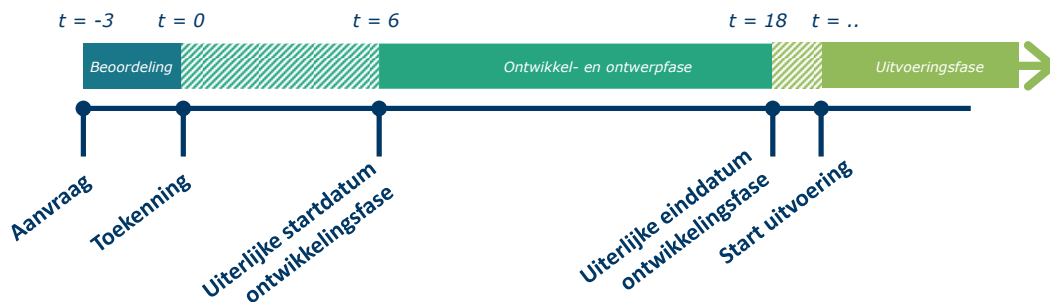 t = -3
t = 0
t = 6
t = 18
t = ..
Beoordeling
Ontwikkel- en ontwerpfase
Uitvoeringsfase
Aanvraag
Toekenning
Uiterlijke startdatum
ontwikkelingsfase
Uiterlijke einddatum
ontwikkelingsfase
Start uitvoering